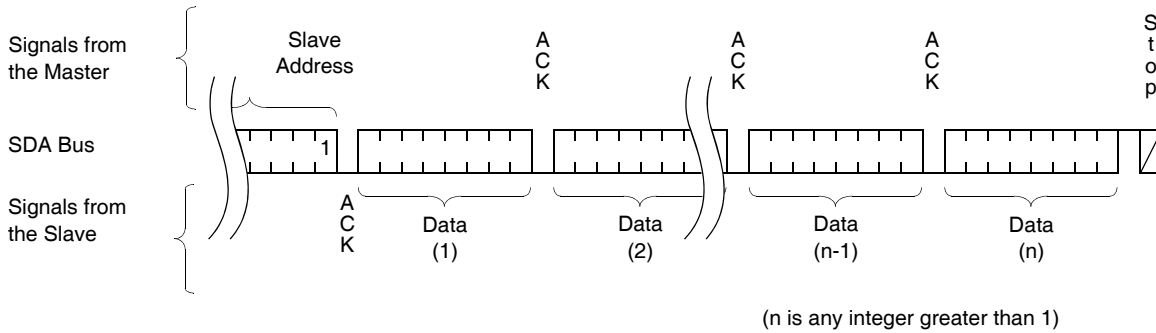 Signals from
the Master
Slave
Address
A
C
K
A
C
K
A
C
K
S
t
o
p
SDA Bus
1
Signals from
the Slave
A
C
K
Data
(1)
Data
(2)
Data
(n-1)
Data
(n)
(n is any integer greater than 1)